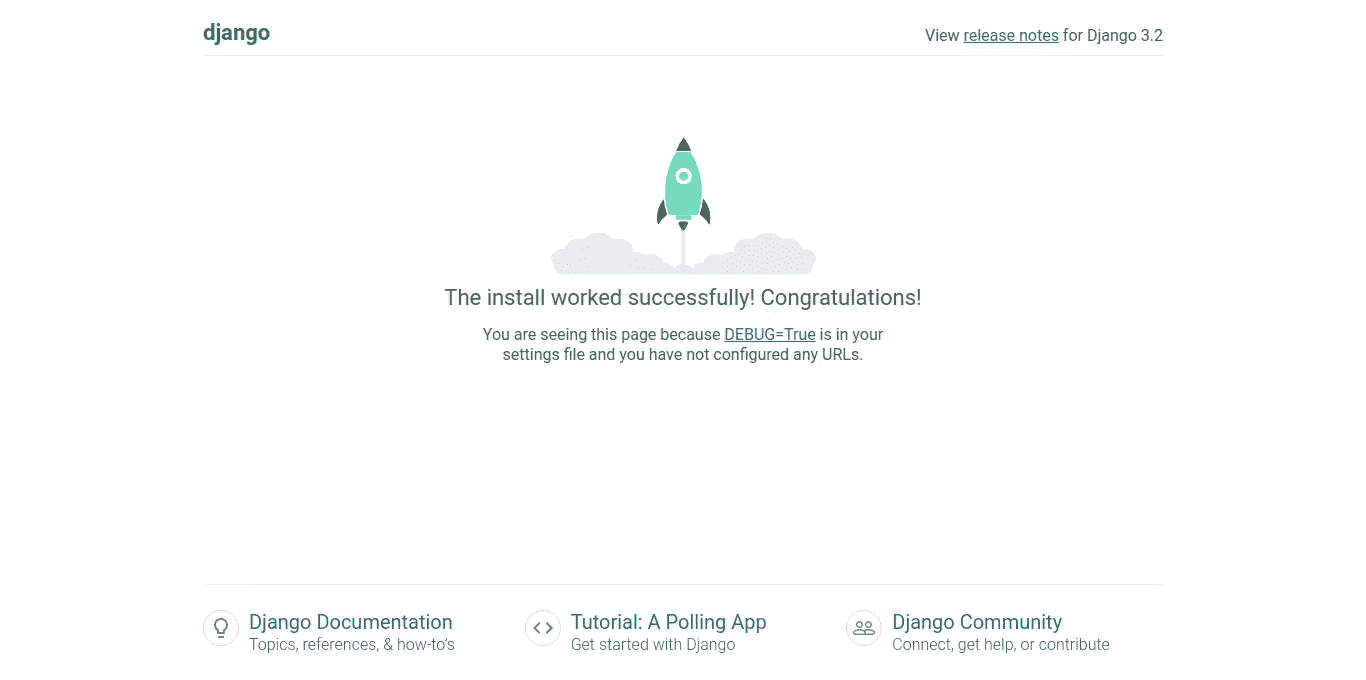 django
View release notes for Django 3.2
The install worked successfully! Congratulations!
You are seeing this page because DEBUG=True is in your
settings file and you have not configured any URLs.
Django Documentation
Topics, references, & how-to’s
Tutorial: A Polling App
Get started with Django
Django Community
Connect, get help, or contribute